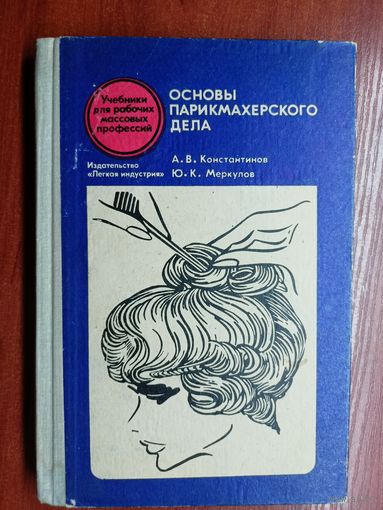 Учебники
для рабочих
массовых
профессий
ОСНОВЫ
ПАРИКМАХЕРСКОГО
ДЕЛА
Издательство
«Легкая индустрия»
А. В. Константинов
Ю. К. Меркулов